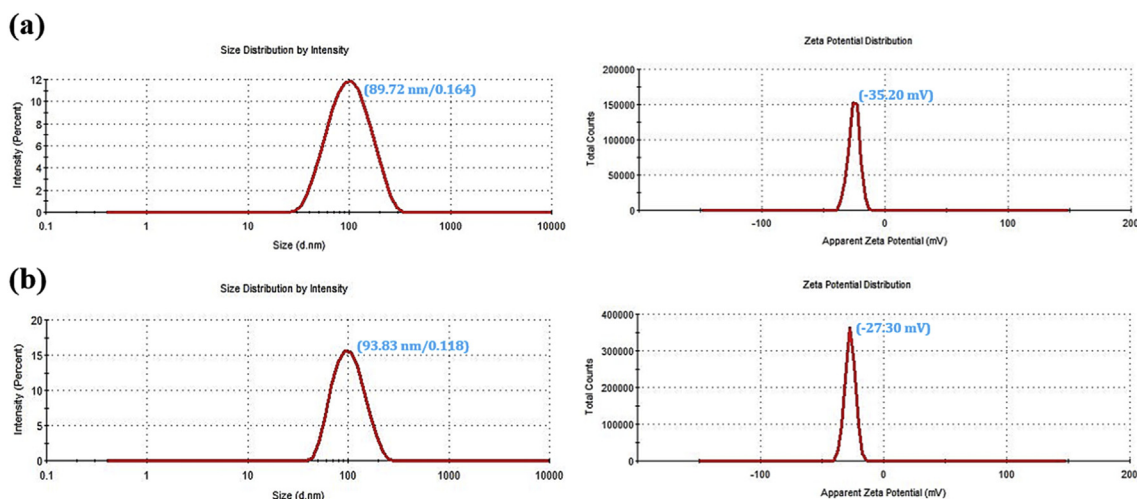 (a)
Size Distribution by Intensity
12
10
8
6
4
2
0
Intensity (Percent)
(89.72 nm/0.164)
0.1 1 10 100 1000 10000
Size (d.nm)
Zeta Potential Distribution
200000
150000
100000
50000
0
Total Counts
(-35.20 mV)
-100 0 100 200
Apparent Zeta Potential (mV)
(b)
Size Distribution by Intensity
20
15
10
5
0
Intensity (Percent)
(93.83 nm/0.118)
0.1 1 10 100 1000 10000
Size (d.nm)
Zeta Potential Distribution
400000
300000
200000
100000
0
Total Counts
(-27.30 mV)
-100 0 100 200
Apparent Zeta Potential (mV)